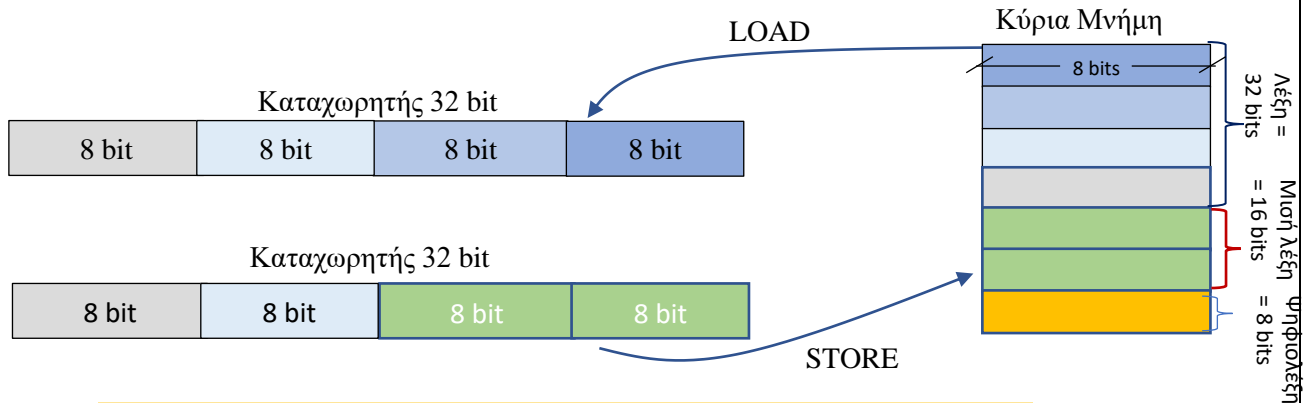 Κύρια Μνήμη
LOAD
8 bits
Λέξη =
32 bits
Καταχωρητής 32 bit
8 bit 8 bit 8 bit 8 bit
Μισή λέξη
= 16 bits
Καταχωρητής 32 bit
8 bit 8 bit 8 bit 8 bit
Ψηφιολέξη
= 8 bits
STORE